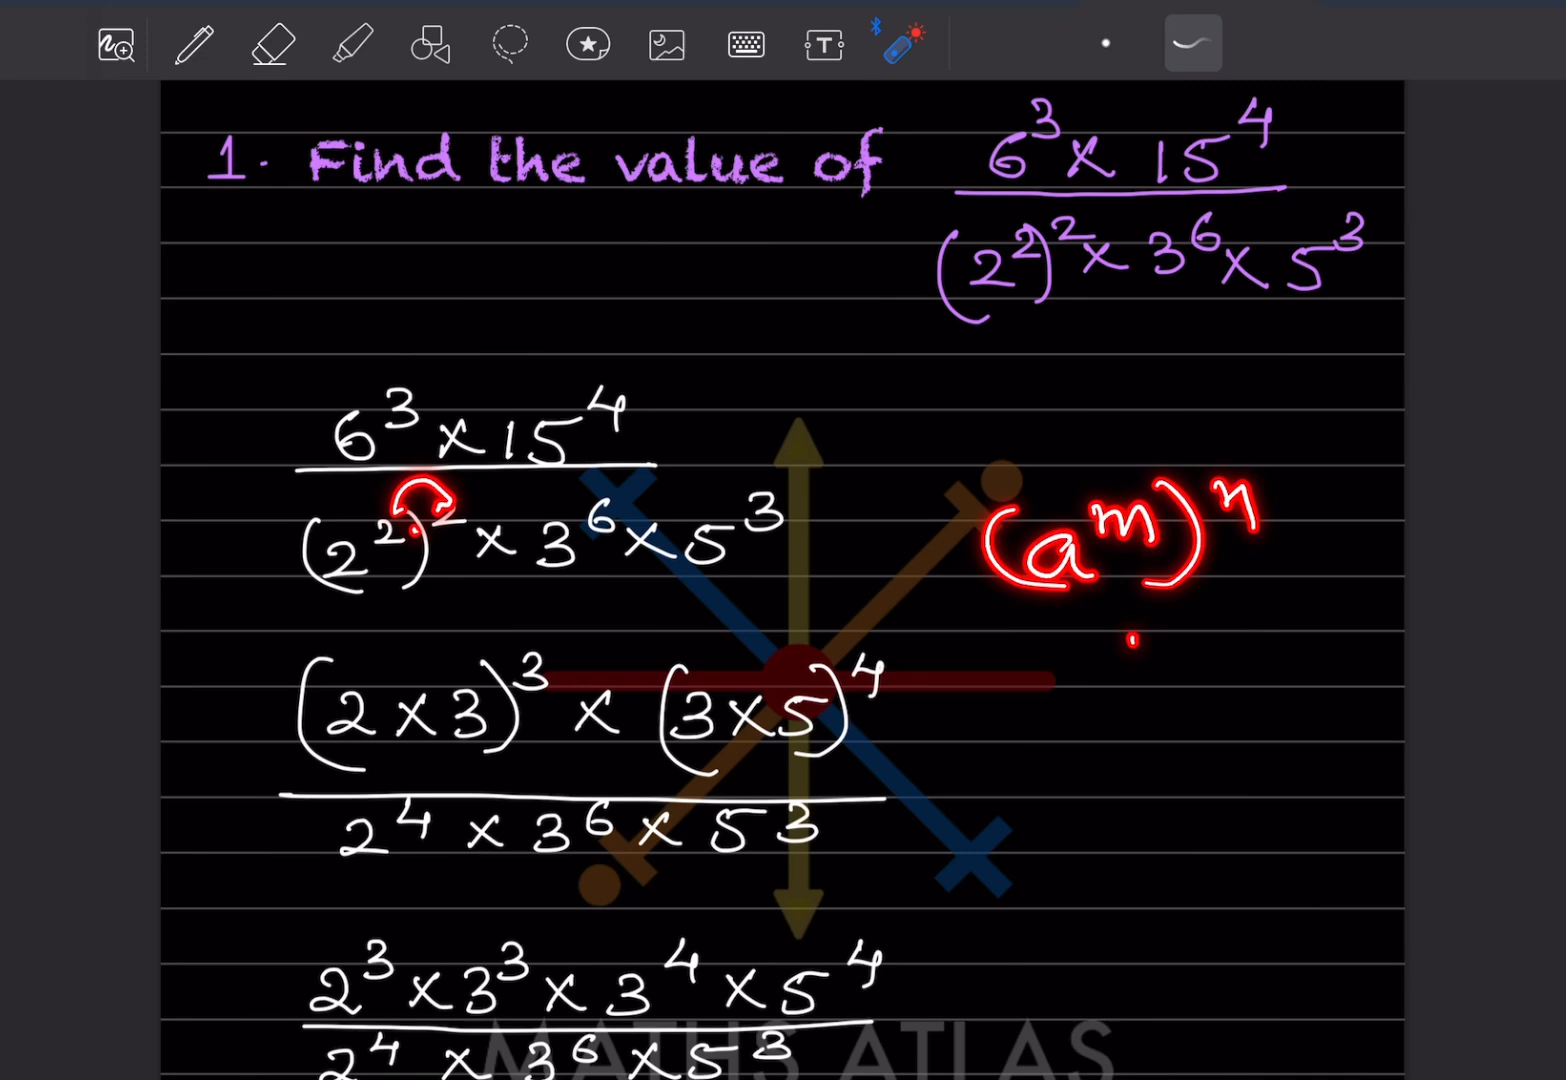 1. Find the value of 6³ × 15⁴
(2²)² × 3⁶ × 5³
6³ × 15⁴
(2²)² × 3⁶ × 5³
(aᵐ)ⁿ
(2 × 3)³ × (3 × 5)⁴
2⁴ × 3⁶ × 5³
2³ × 3³ × 3⁴ × 5⁴
2⁴ × 3⁶ × 5³
MATHS ATLAS